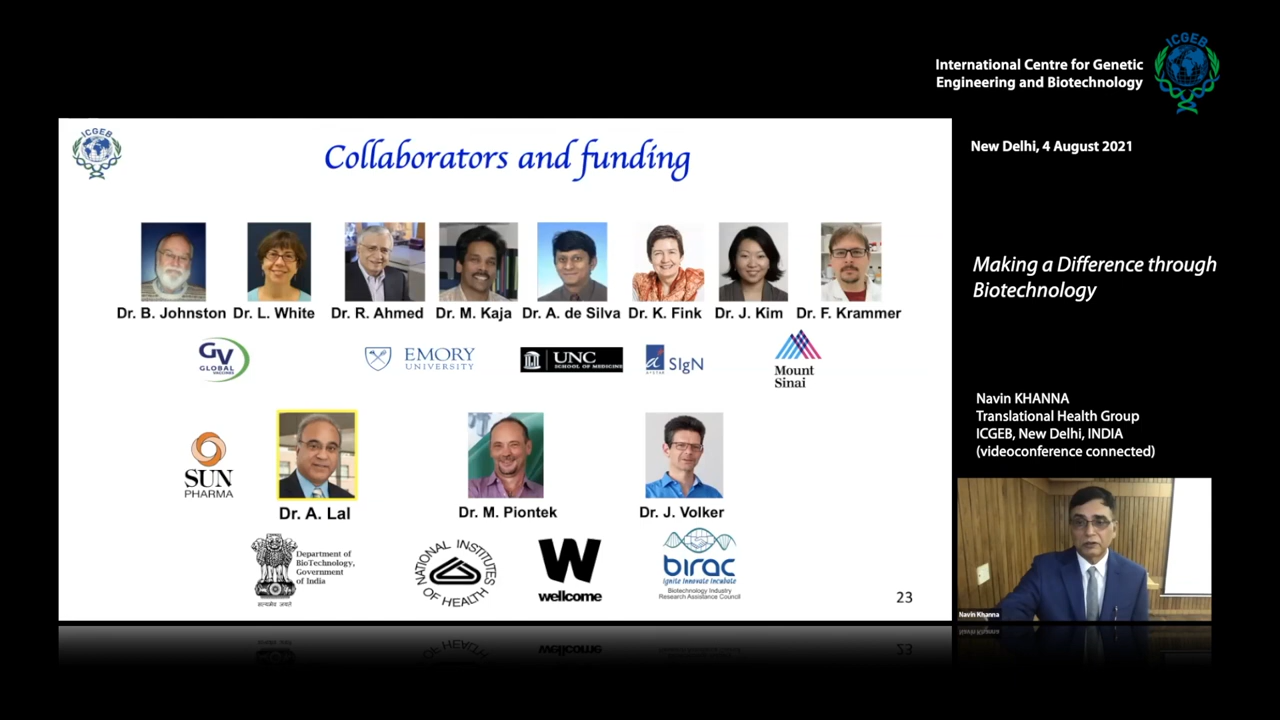 International Centre for Genetic
Engineering and Biotechnology
ICGEB
New Delhi, 4 August 2021
Making a Difference through
Biotechnology
Navin KHANNA
Translational Health Group
ICGEB, New Delhi, INDIA
(videoconference connected)
Navin Khanna
ICGEB
Collaborators and funding
Dr. B. Johnston Dr. L. White Dr. R. Ahmed Dr. M. Kaja Dr. A. de Silva Dr. K. Fink Dr. J. Kim Dr. F. Krammer
GV
GLOBAL
VACCINES
EMORY
UNIVERSITY
UNC
SCHOOL OF MEDICINE
SIgN
Mount
Sinai
SUN
PHARMA
Dr. A. Lal
Dr. M. Piontek
Dr. J. Volker
Department of
BioTechnology,
Government
of India
सत्यमेव जयते
NATIONAL INSTITUTES
OF HEALTH
W
wellcome
birac
ignite Innovate Incubate
Biotechnology Industry
Research Assistance Council
23